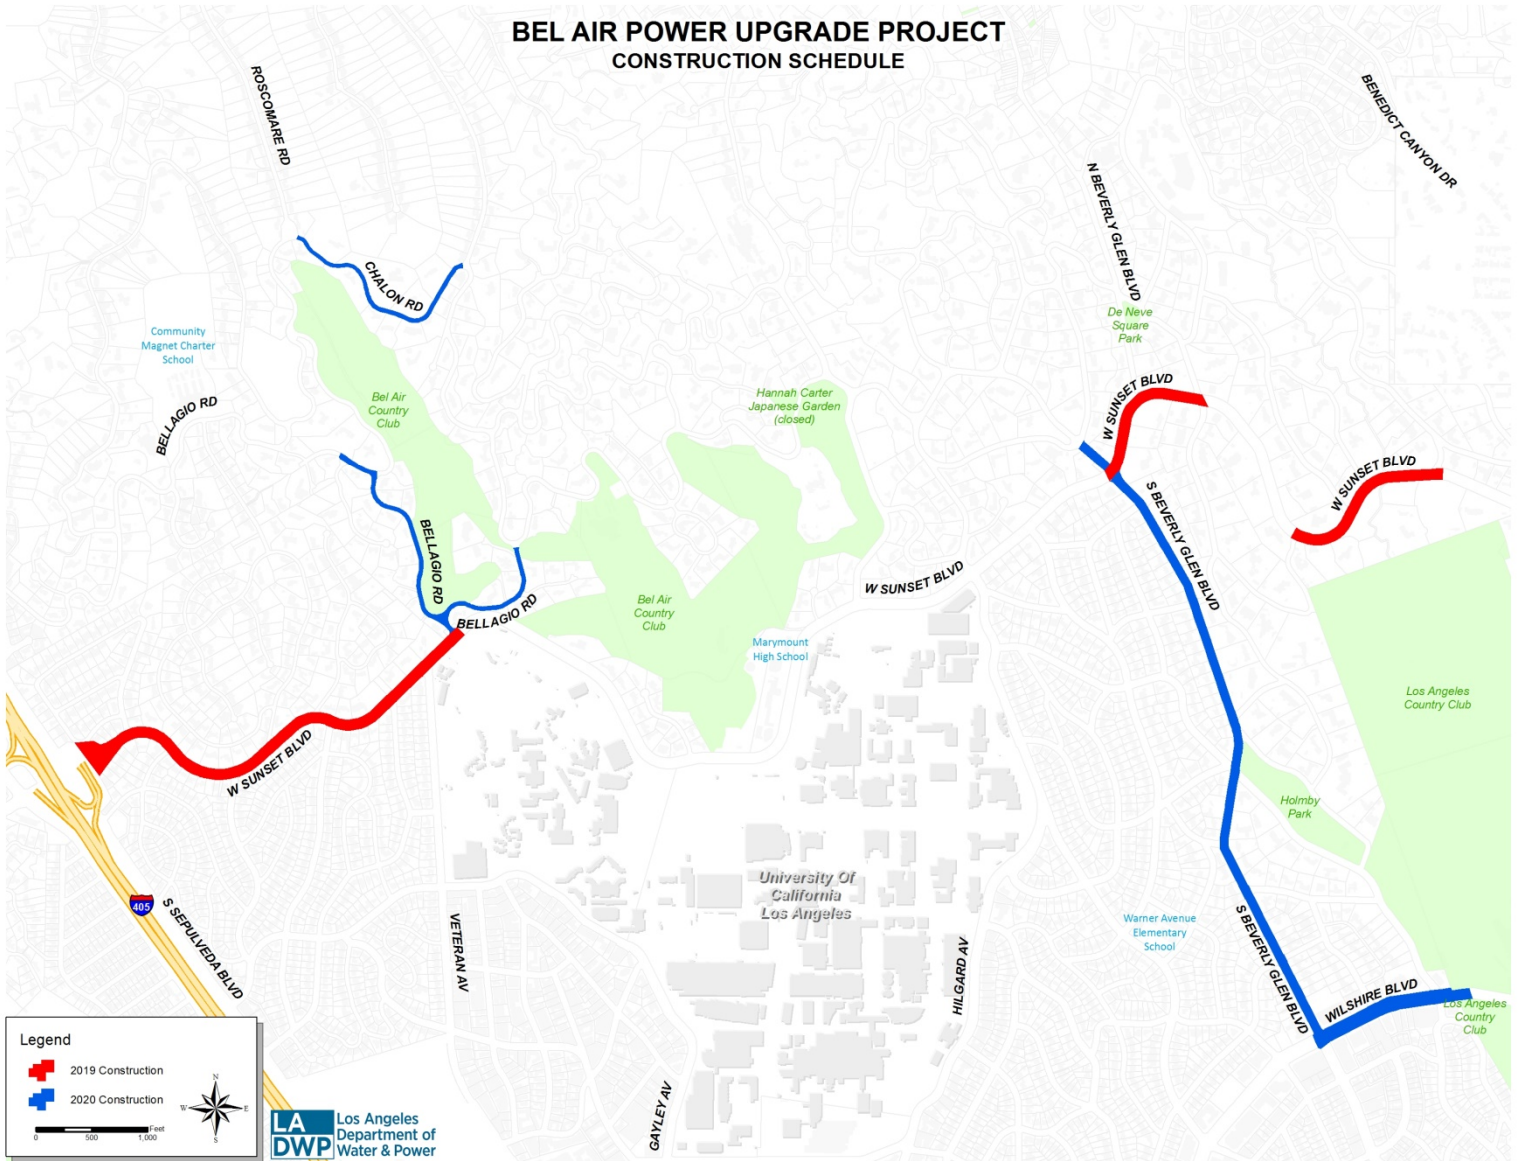 BEL AIR POWER UPGRADE PROJECT
CONSTRUCTION SCHEDULE
ROSCOMARE RD
BENEDICT CANYON DR
N BEVERLY GLEN BLVD
CHALON RD
De Neve
Square
Park
Community
Magnet Charter
School
W SUNSET BLVD
Bel Air
Country
Club
Hannah Carter
Japanese Garden
(closed)
BELLAGIO RD
W SUNSET BLVD
S BEVERLY GLEN BLVD
BELLAGIO RD
W SUNSET BLVD
BELLAGIO RD
Bel Air
Country
Club
Marymount
High School
Los Angeles
Country Club
W SUNSET BLVD
Holmby
Park
University Of
California
Los Angeles
405
S SEPULVEDA BLVD
VETERAN AV
HILGARD AV
Warner Avenue
Elementary
School
S BEVERLY GLEN BLVD
WILSHIRE BLVD
Los Angeles
Country
Club
GAYLEY AV
Legend
2019 Construction
2020 Construction
N
W E
S
Feet
0 500 1,000
LA
DWP
Los Angeles
Department of
Water & Power